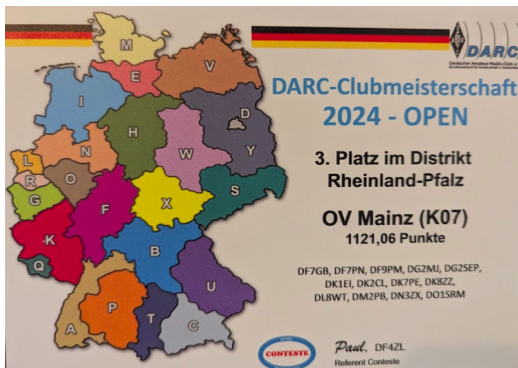 DARC
Deutscher Amateur-Radio-Club e.V.
DARC-Clubmeisterschaft
2024 - OPEN
3. Platz im Distrikt
Rheinland-Pfalz
OV Mainz (K07)
1121,06 Punkte
DF7GB, DF7PN, DF9PM, DG2MJ, DG2SEP,
DK1EI, DK2CL, DK7PE, DK8ZZ,
DL8WT, DM2PB, DN3ZX, DO1SRM
CONTESTE
Paul, DF4ZL
Referent Conteste
M
E
V
I
H
D
N
W
Y
L
R
O
G
F
X
S
K
B
Q
U
P
A
T
C